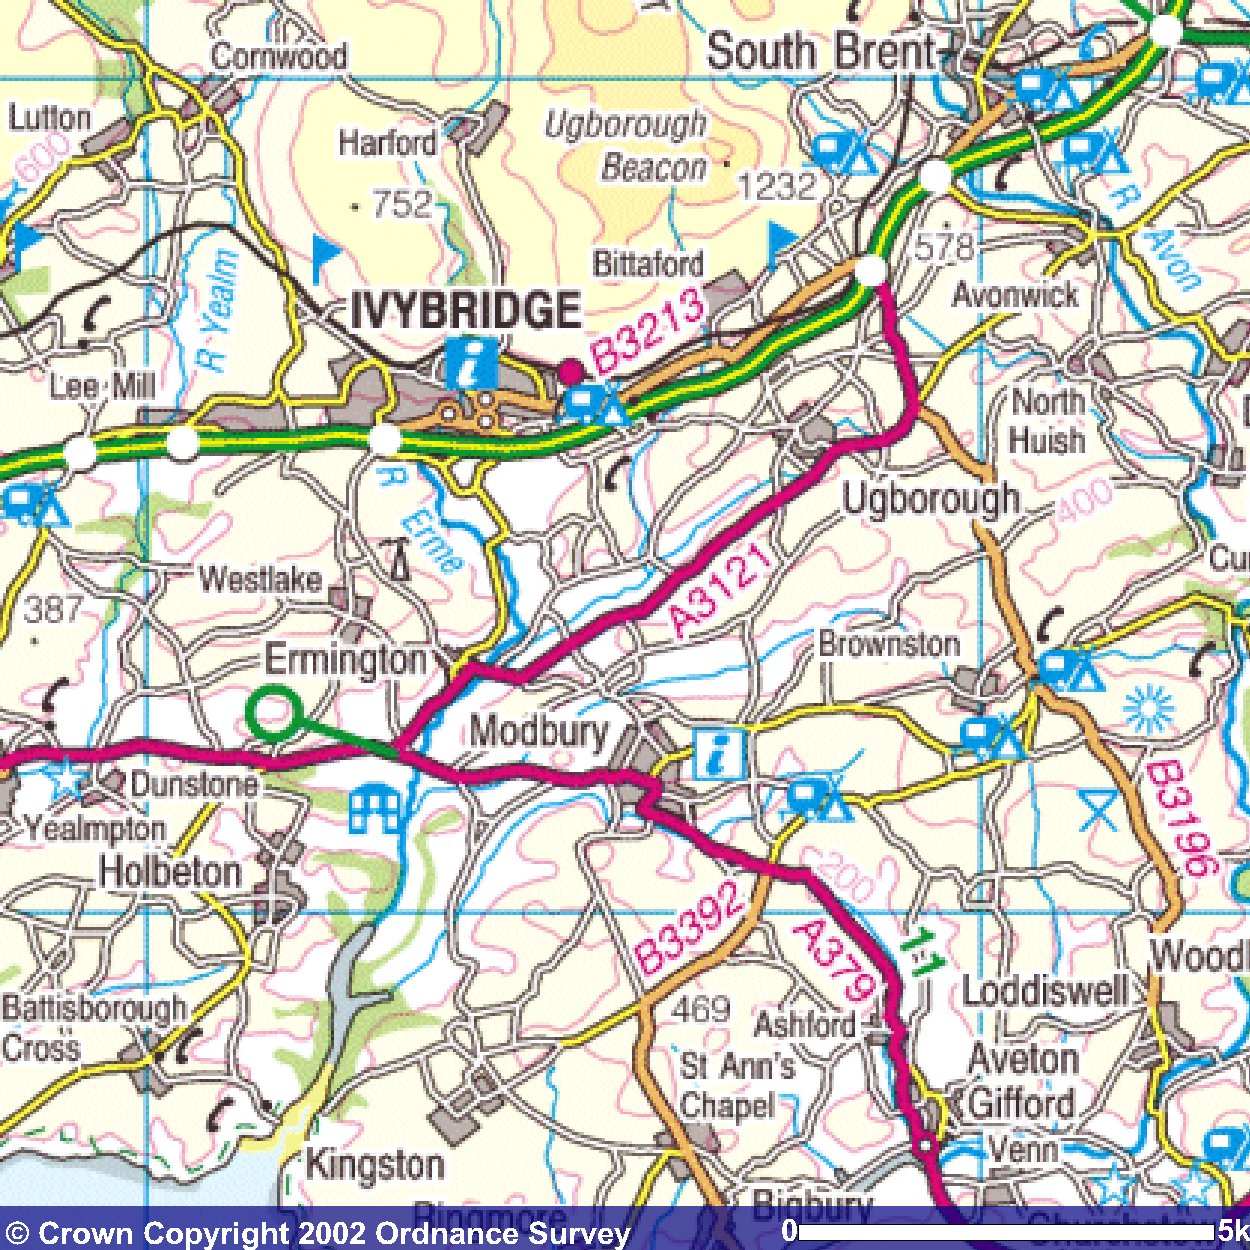 Cornwood
South Brent
Lutton
600
Harford
Ugborough
Beacon
1232
752
R Avon
578
Bittaford
R Yealm
IVYBRIDGE
B3213
Avonwick
Lee Mill
North
Huish
Ugborough
400
R Erme
Westlake
387
A3121
Ermington
Brownston
Modbury
Dunstone
Yealmpton
Holbeton
B3196
200
B3392
A379
1:1
Loddiswell
Battisborough
Cross
469
Ashford
St Ann's
Chapel
Aveton
Gifford
Venn
Kingston
Ringmore
Bigbury
© Crown Copyright 2002 Ordnance Survey
0
5k